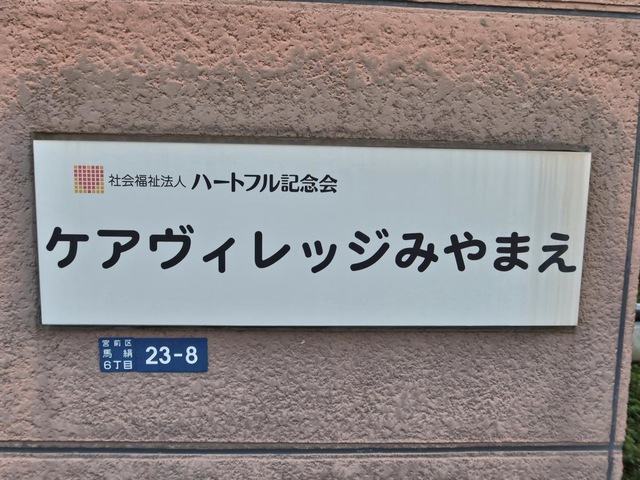 社会福祉法人 ハートフル記念会
ケアヴィレッジみやまえ
宮前区
馬絹
6丁目
23-8